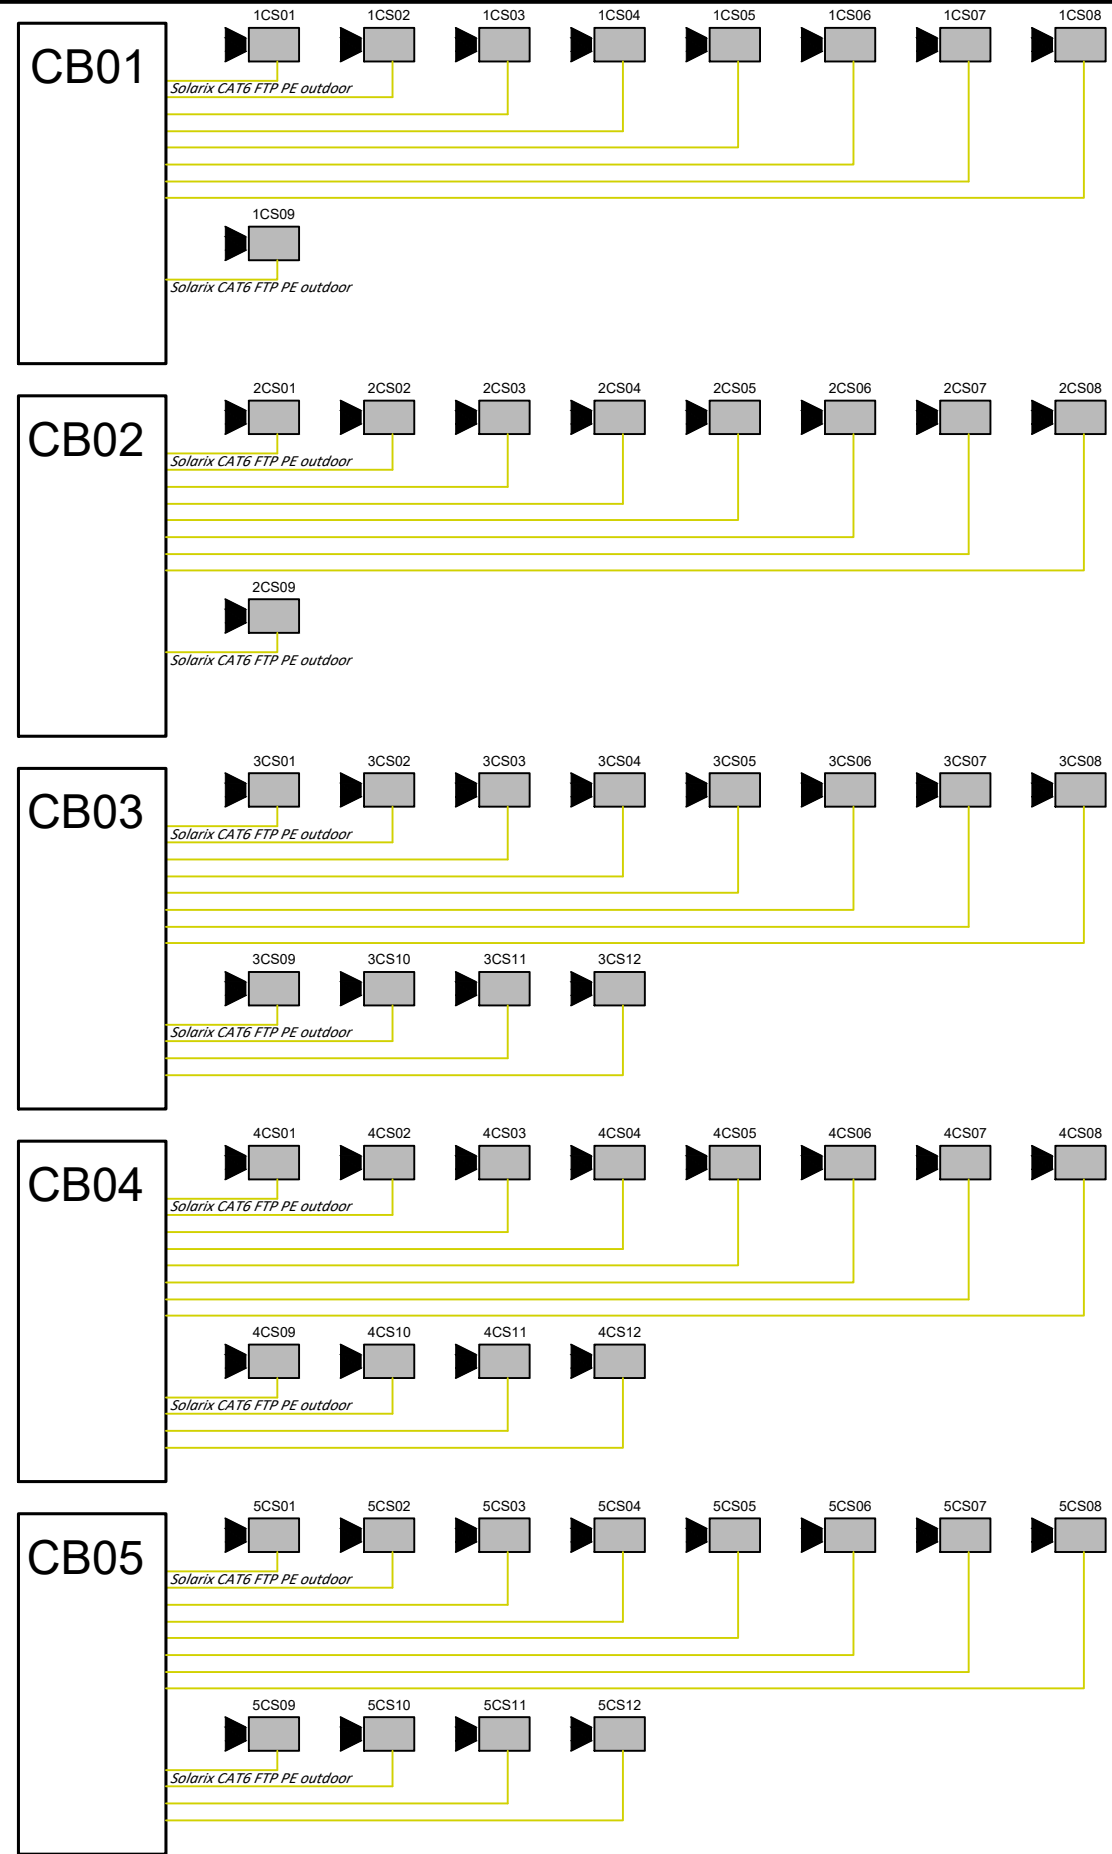 1CS01 1CS02 1CS03 1CS04 1CS05 1CS06 1CS07 1CS08
CB01
Solarix CAT6 FTP PE outdoor
1CS09
Solarix CAT6 FTP PE outdoor
2CS01 2CS02 2CS03 2CS04 2CS05 2CS06 2CS07 2CS08
CB02
Solarix CAT6 FTP PE outdoor
2CS09
Solarix CAT6 FTP PE outdoor
3CS01 3CS02 3CS03 3CS04 3CS05 3CS06 3CS07 3CS08
CB03
Solarix CAT6 FTP PE outdoor
3CS09 3CS10 3CS11 3CS12
Solarix CAT6 FTP PE outdoor
4CS01 4CS02 4CS03 4CS04 4CS05 4CS06 4CS07 4CS08
CB04
Solarix CAT6 FTP PE outdoor
4CS09 4CS10 4CS11 4CS12
Solarix CAT6 FTP PE outdoor
5CS01 5CS02 5CS03 5CS04 5CS05 5CS06 5CS07 5CS08
CB05
Solarix CAT6 FTP PE outdoor
5CS09 5CS10 5CS11 5CS12
Solarix CAT6 FTP PE outdoor